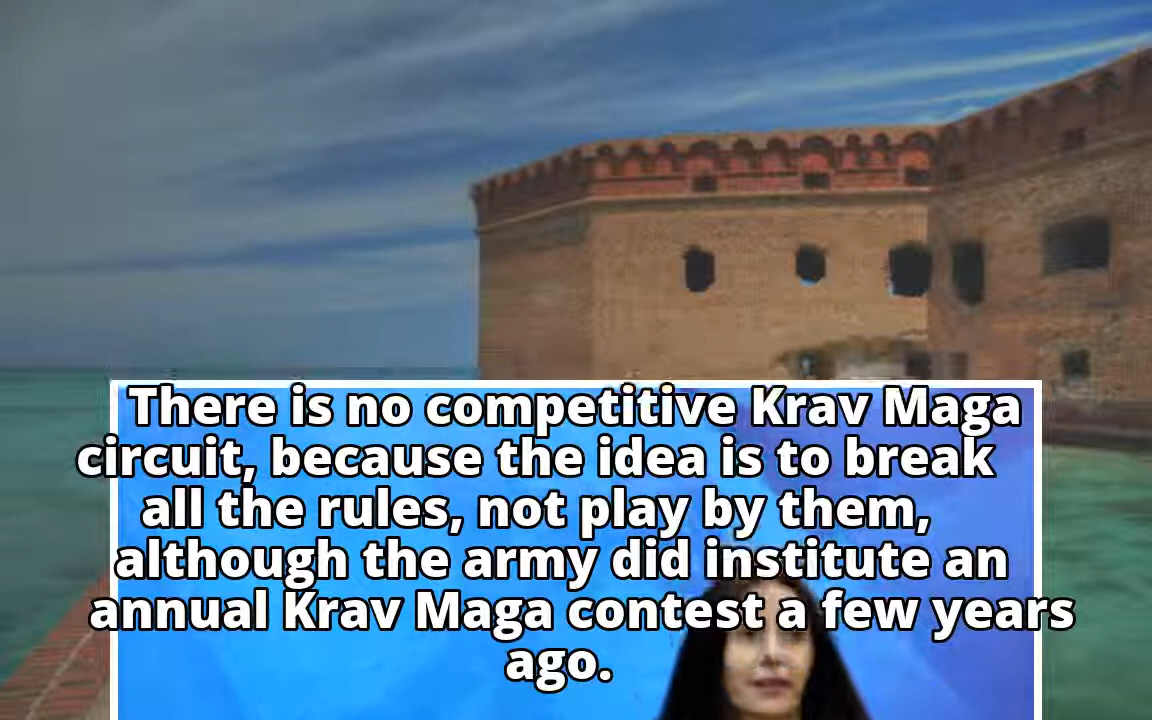 There is no competitive Krav Maga
circuit, because the idea is to break
all the rules, not play by them,
although the army did institute an
annual Krav Maga contest a few years
ago.